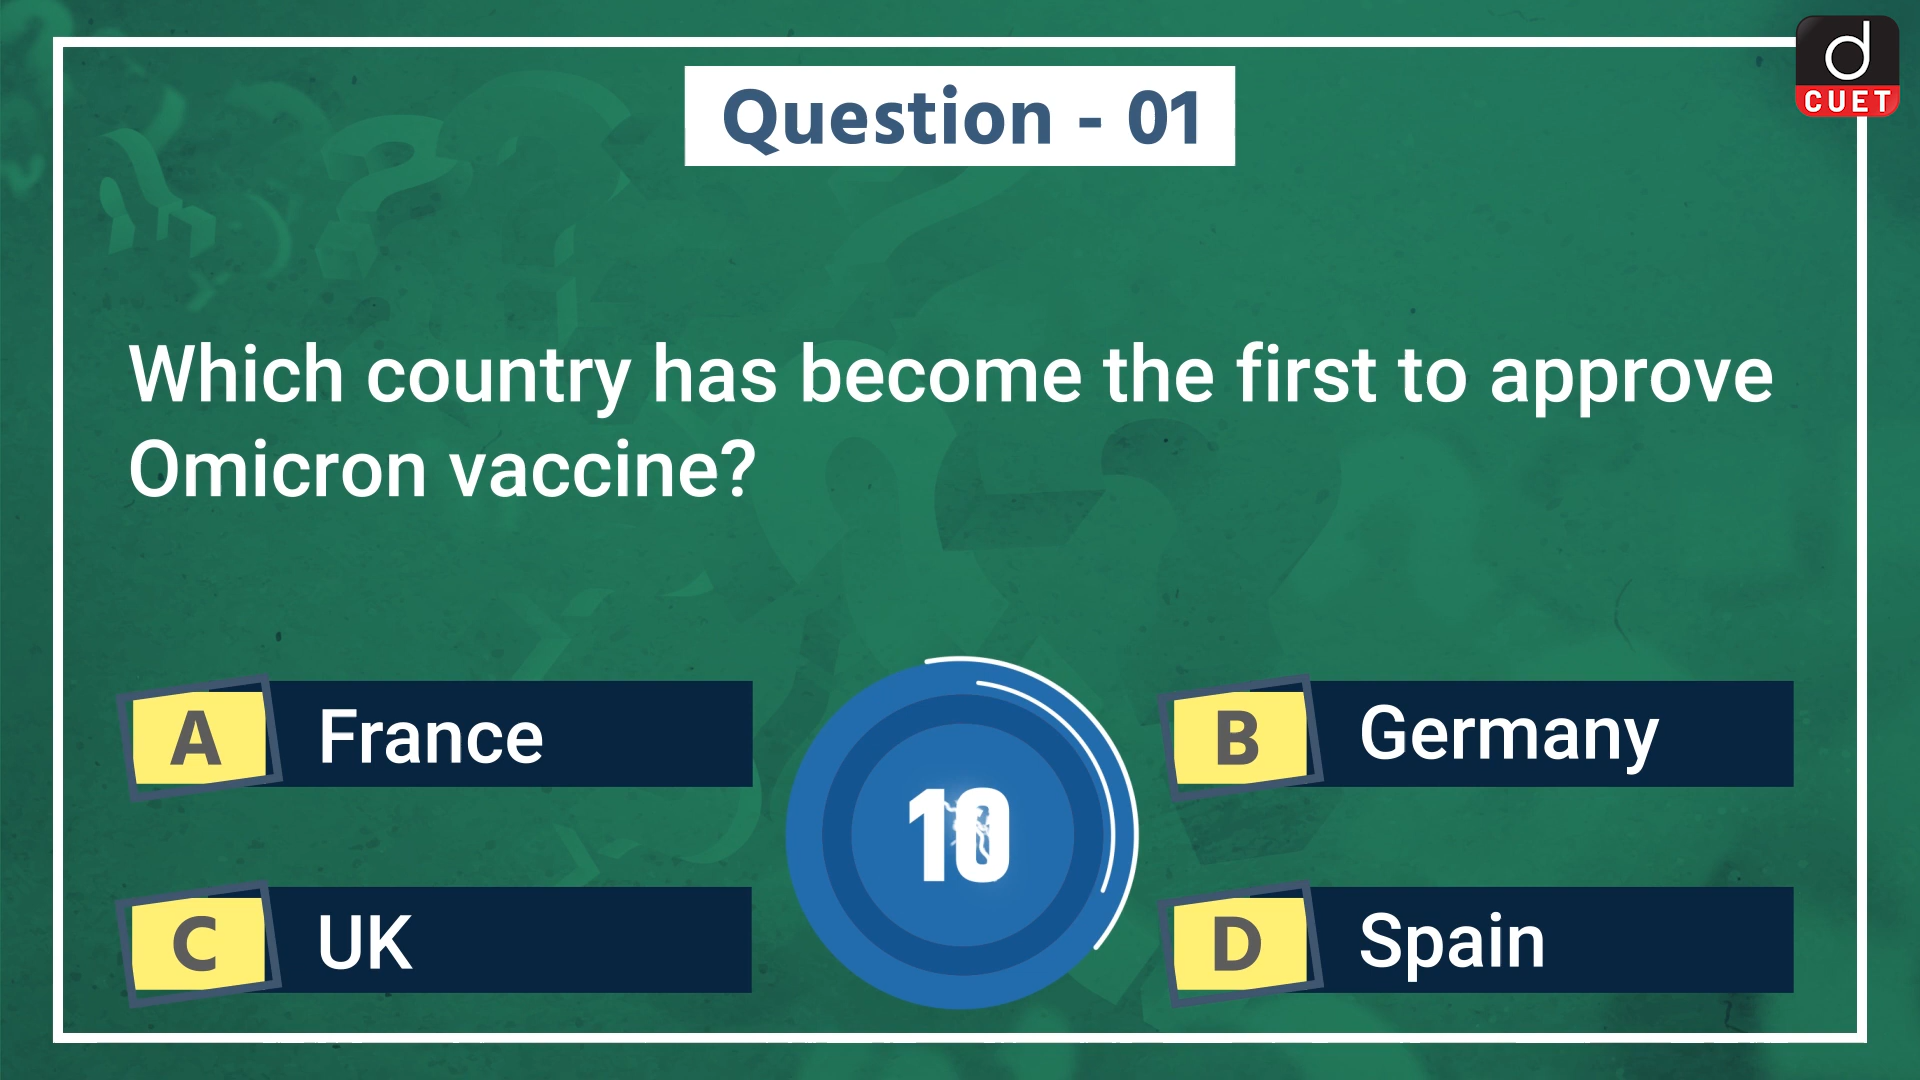 d
CUET
Question - 01
Which country has become the first to approve
Omicron vaccine?
A France
B Germany
10
C UK
D Spain